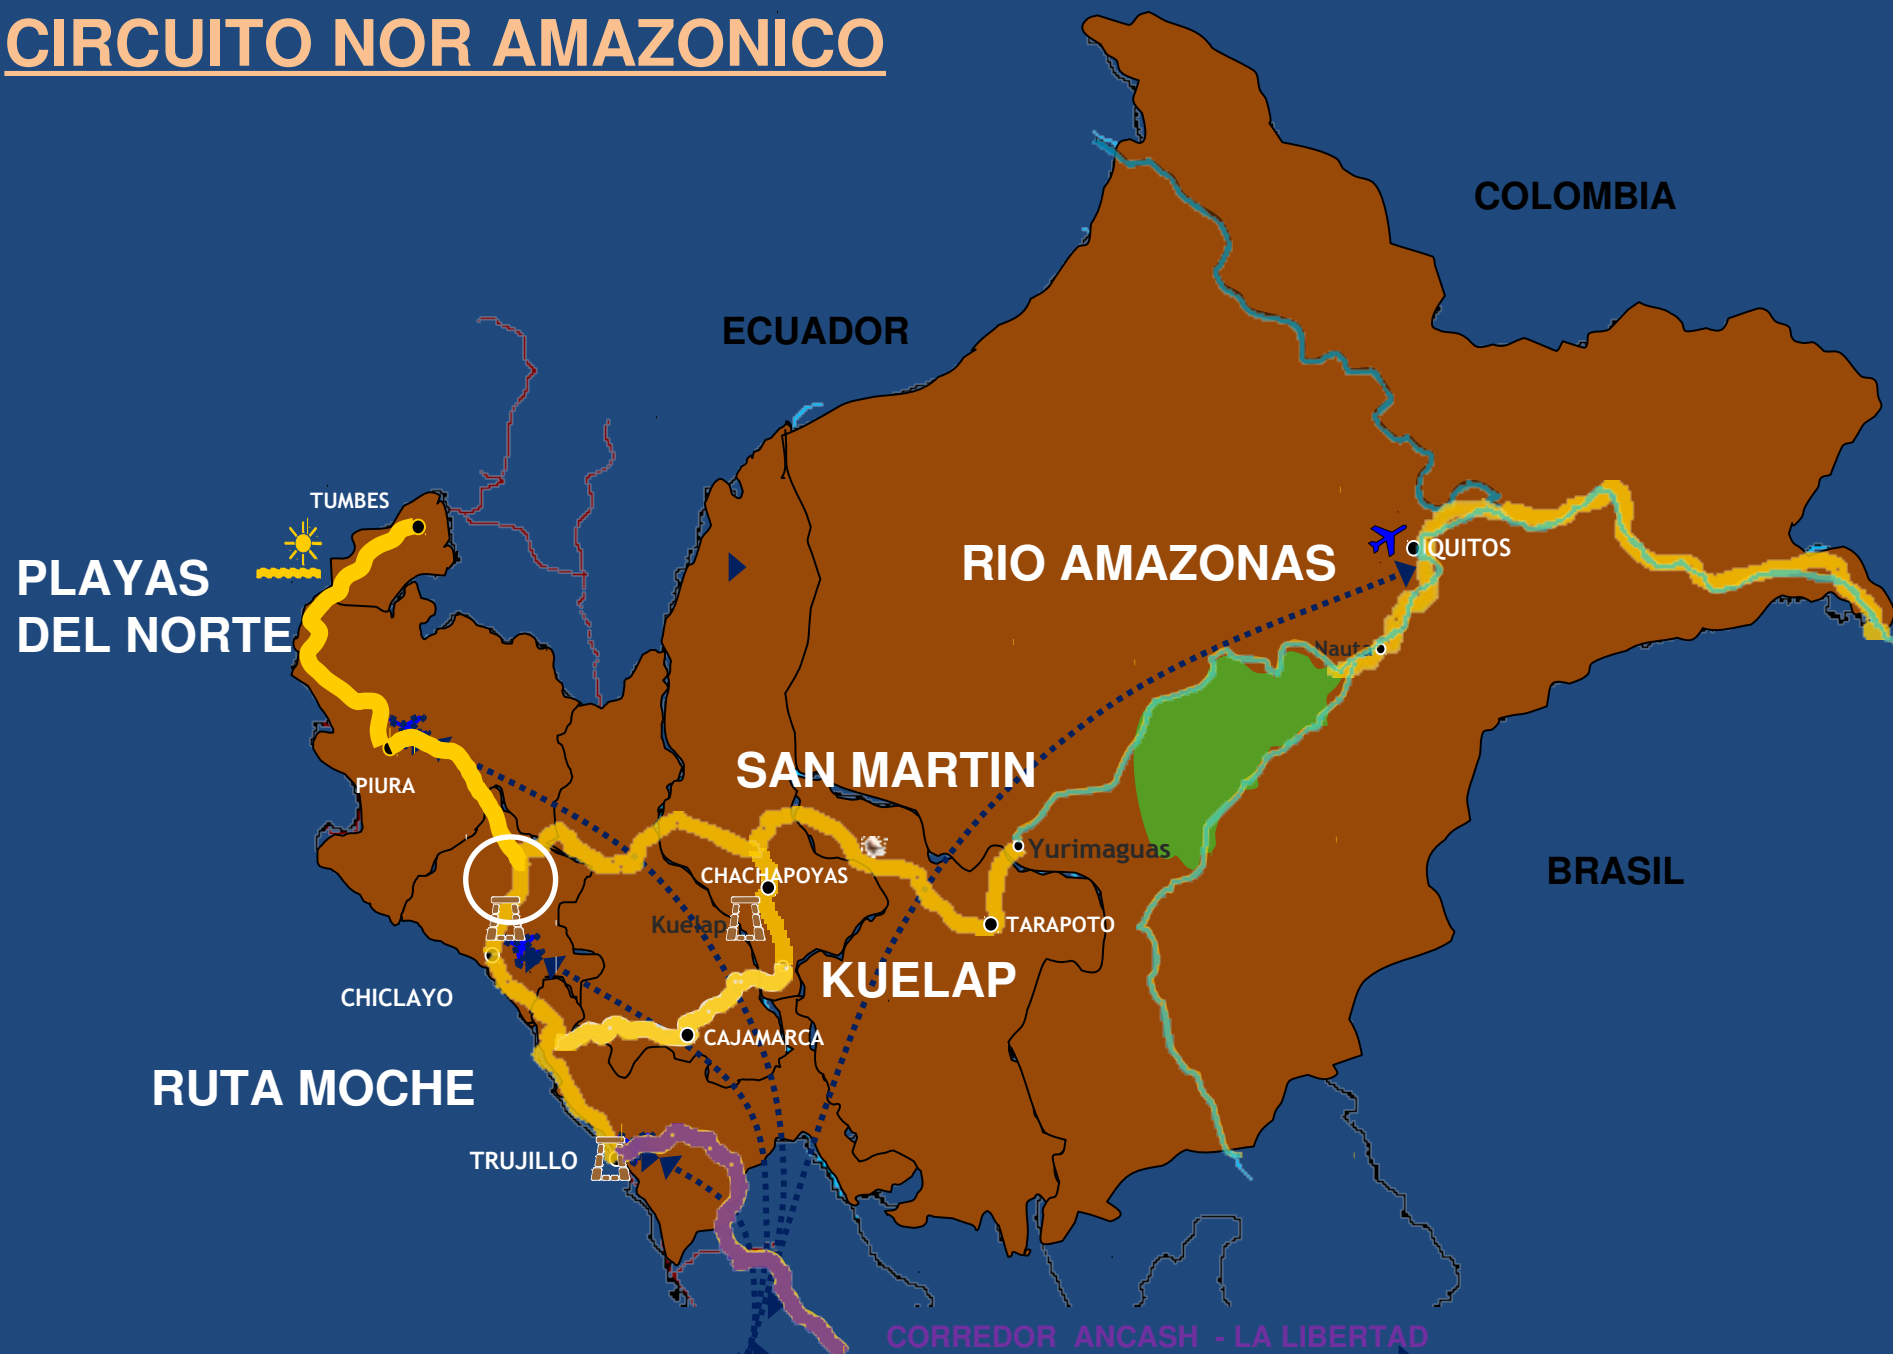 CIRCUITO NOR AMAZONICO
COLOMBIA
ECUADOR
TUMBES
PLAYAS
DEL NORTE
RIO AMAZONAS
IQUITOS
Nauta
PIURA
SAN MARTIN
Yurimaguas
CHACHAPOYAS
BRASIL
Kuelap
TARAPOTO
KUELAP
CHICLAYO
CAJAMARCA
RUTA MOCHE
TRUJILLO
CORREDOR ANCASH - LA LIBERTAD